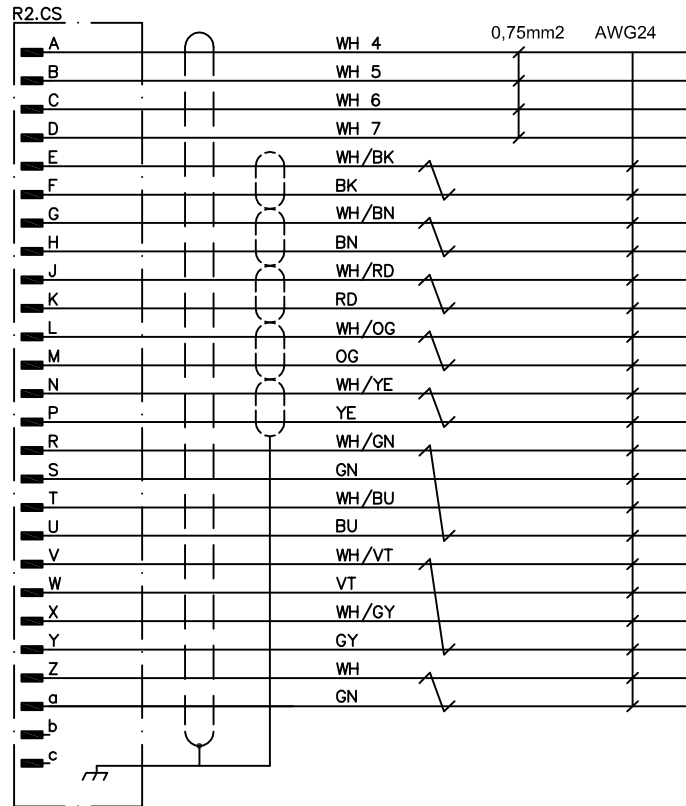 R2.CS
0,75mm2 AWG24
A WH 4
B WH 5
C WH 6
D WH 7
E WH/BK
F BK
G WH/BN
H BN
J WH/RD
K RD
L WH/OG
M OG
N WH/YE
P YE
R WH/GN
S GN
T WH/BU
U BU
V WH/VT
W VT
X WH/GY
Y GY
Z WH
a GN
b
c